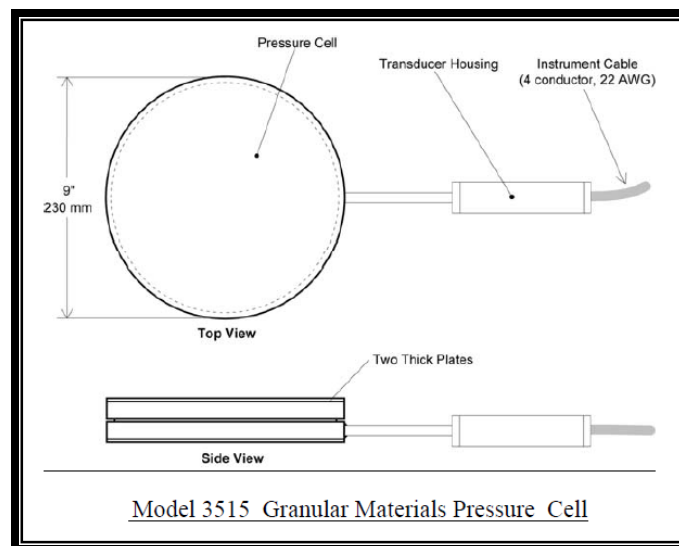 Pressure Cell
Transducer Housing
Instrument Cable
(4 conductor, 22 AWG)
9"
230 mm
Top View
Two Thick Plates
Side View
Model 3515 Granular Materials Pressure Cell